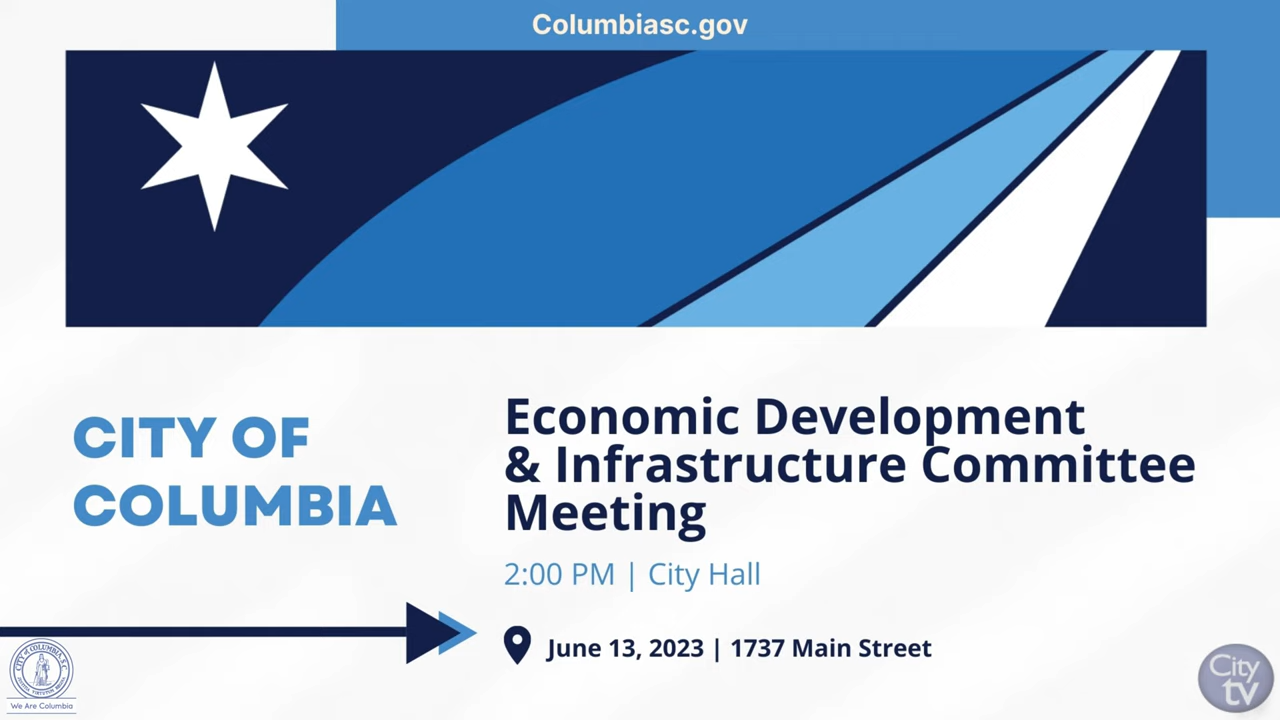 Columbiasc.gov
CITY OF
COLUMBIA
Economic Development
& Infrastructure Committee
Meeting
2:00 PM | City Hall
June 13, 2023 | 1737 Main Street
We Are Columbia
City
tv